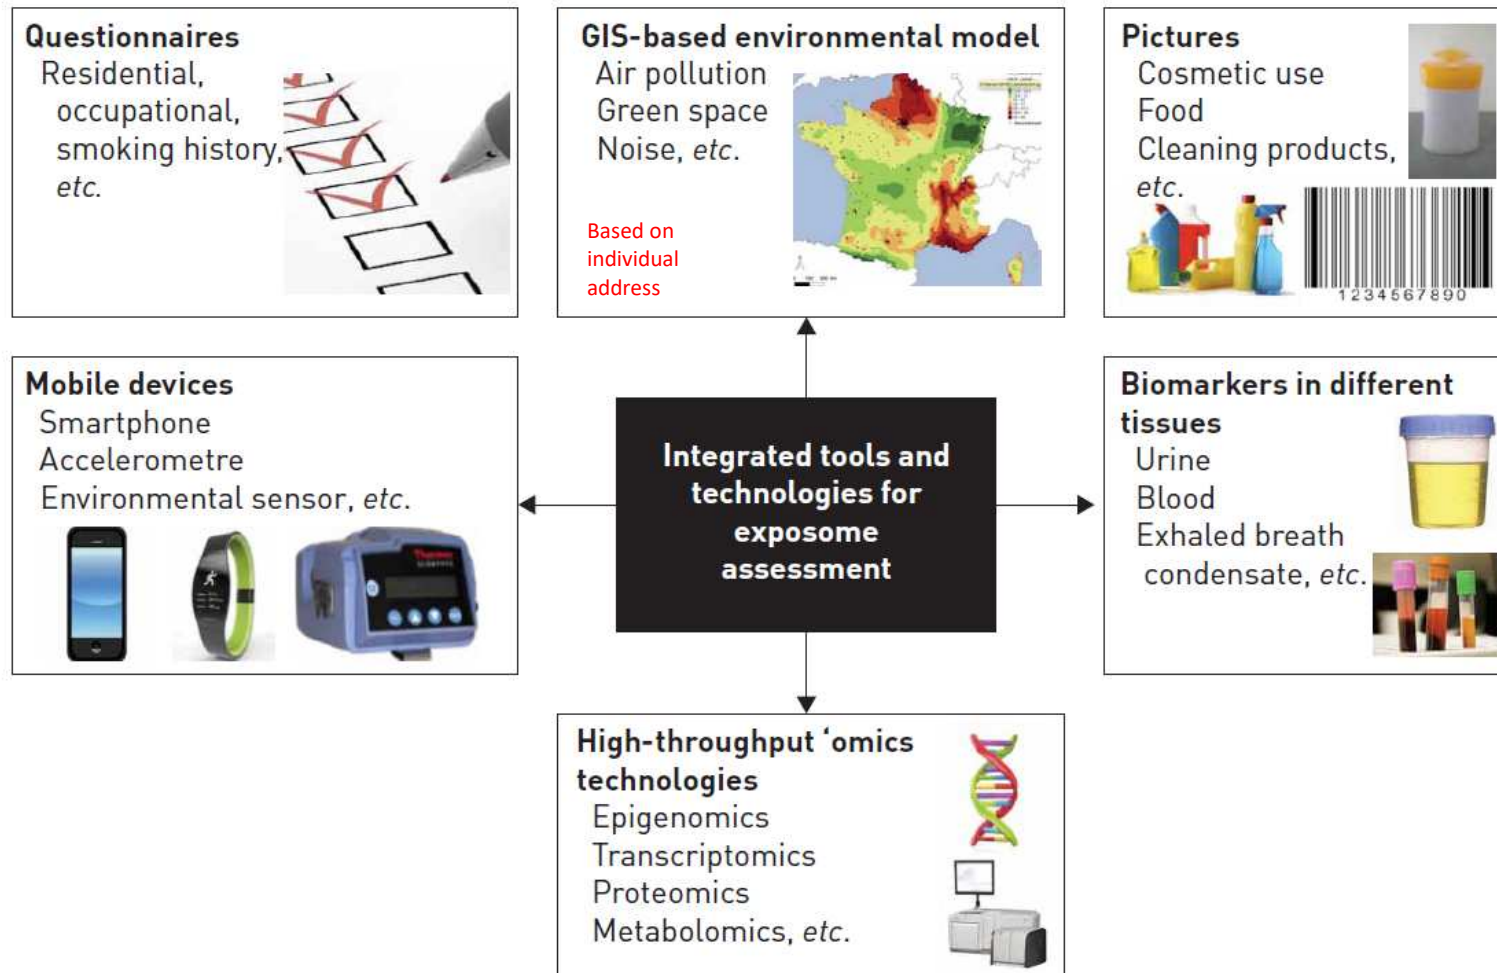 Questionnaires
Residential,
occupational,
smoking history,
etc.
GIS-based environmental model
Air pollution
Green space
Noise, etc.
Based on
individual
address
Pictures
Cosmetic use
Food
Cleaning products,
etc.
1234567890
Mobile devices
Smartphone
Accelerometre
Environmental sensor, etc.
Thermo
SCIENTIFIC
Integrated tools and
technologies for
exposome
assessment
Biomarkers in different
tissues
Urine
Blood
Exhaled breath
condensate, etc.
High-throughput ‘omics
technologies
Epigenomics
Transcriptomics
Proteomics
Metabolomics, etc.